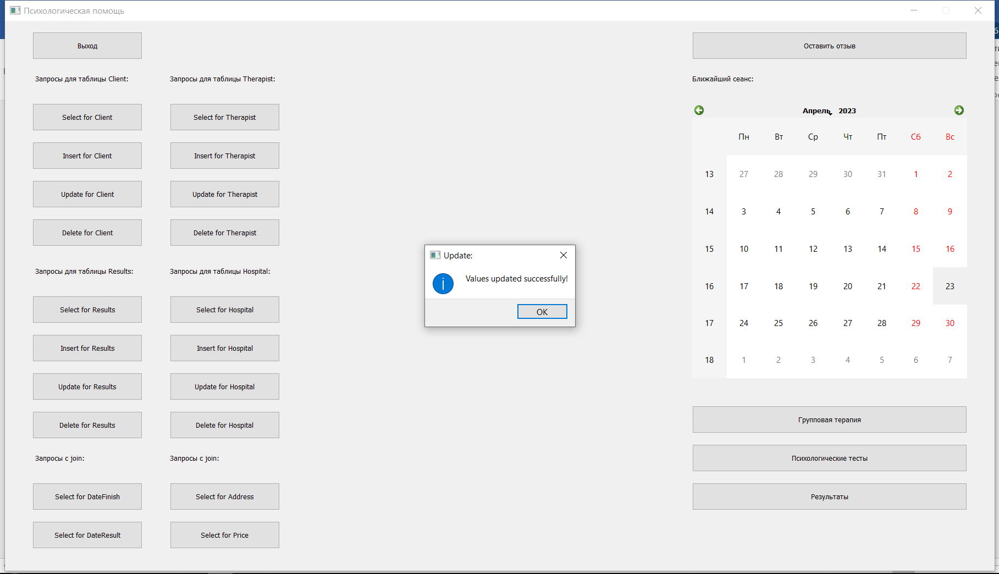 Психологическая помощь
Выход
Оставить отзыв
Запросы для таблицы Client:
Запросы для таблицы Therapist:
Ближайший сеанс:
Select for Client
Select for Therapist
Insert for Client
Insert for Therapist
Update for Client
Update for Therapist
Delete for Client
Delete for Therapist
Запросы для таблицы Results:
Запросы для таблицы Hospital:
Select for Results
Select for Hospital
Insert for Results
Insert for Hospital
Update for Results
Update for Hospital
Delete for Results
Delete for Hospital
Запросы с join:
Запросы с join:
Select for DateFinish
Select for Address
Select for DateResult
Select for Price
Update:
Values updated successfully!
OK
Апрель 2023
Пн Вт Ср Чт Пт Сб Вс
13 27 28 29 30 31 1 2
14 3 4 5 6 7 8 9
15 10 11 12 13 14 15 16
16 17 18 19 20 21 22 23
17 24 25 26 27 28 29 30
18 1 2 3 4 5 6 7
Групповая терапия
Психологические тесты
Результаты